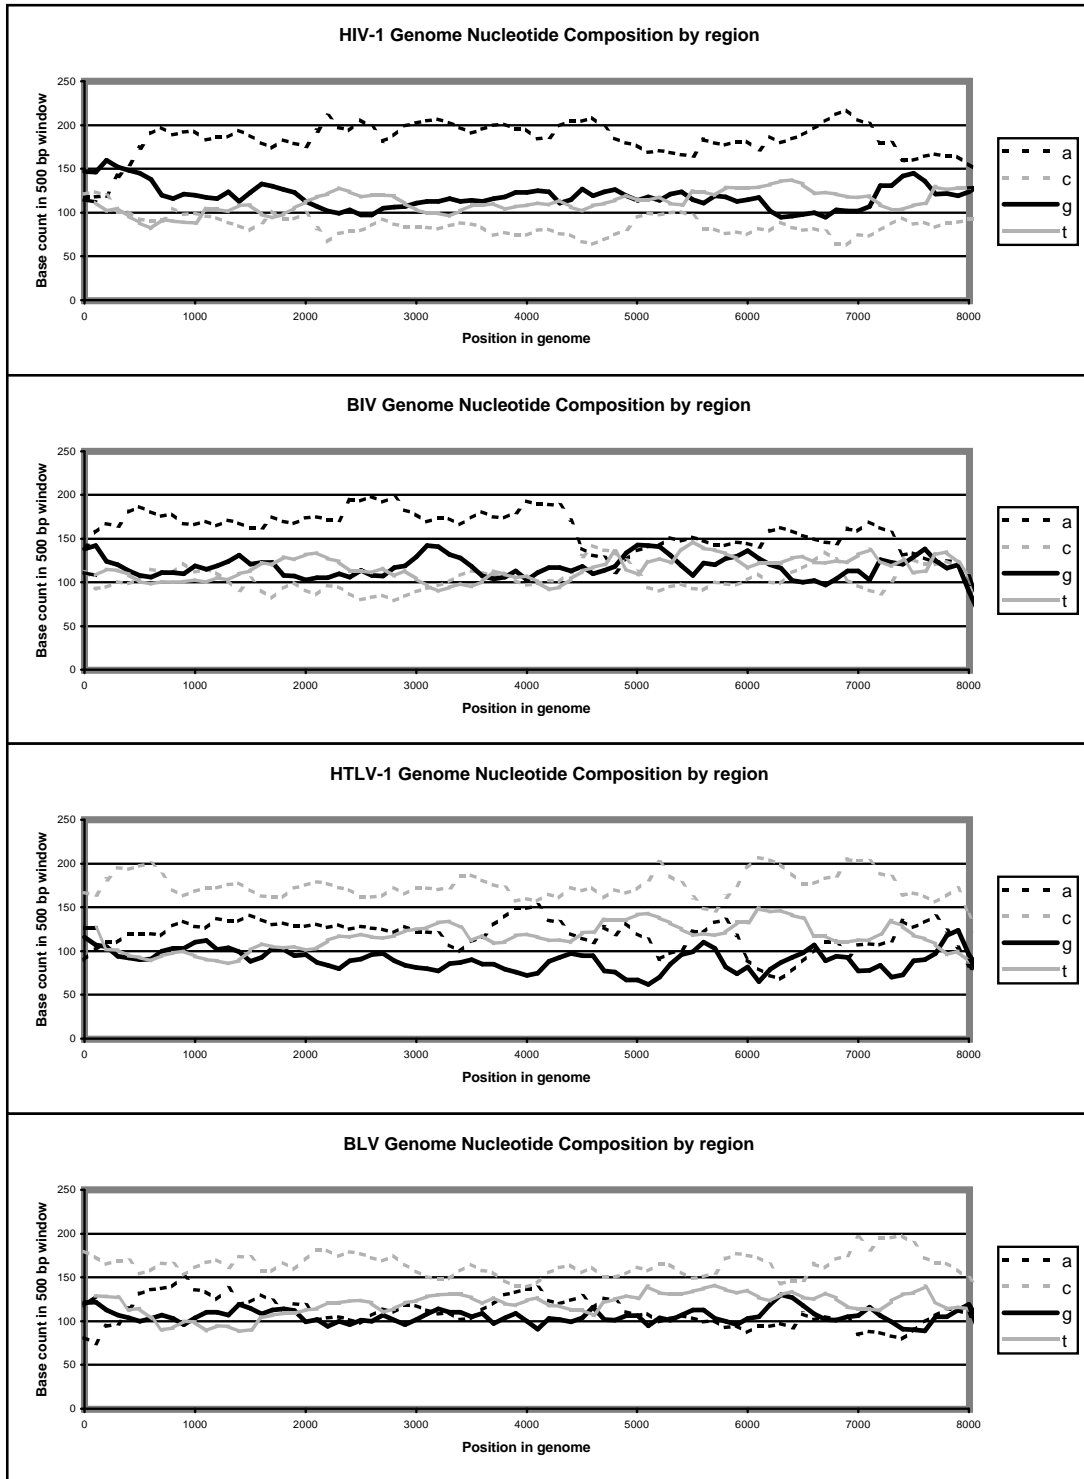 HIV-1 Genome Nucleotide Composition by region
250
200
150
100
50
0
Base count in 500 bp window
0 1000 2000 3000 4000 5000 6000 7000 8000
Position in genome
a
c
g
t
BIV Genome Nucleotide Composition by region
250
200
150
100
50
0
Base count in 500 bp window
0 1000 2000 3000 4000 5000 6000 7000 8000
Position in genome
a
c
g
t
HTLV-1 Genome Nucleotide Composition by region
250
200
150
100
50
0
Base count in 500 bp window
0 1000 2000 3000 4000 5000 6000 7000 8000
Position in genome
a
c
g
t
BLV Genome Nucleotide Composition by region
250
200
150
100
50
0
Base count in 500 bp window
0 1000 2000 3000 4000 5000 6000 7000 8000
Position in genome
a
c
g
t